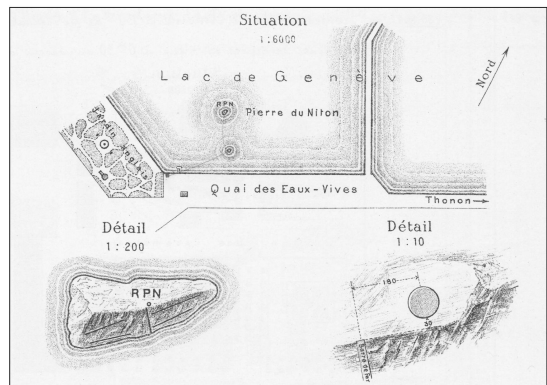 Situation
1:6000
Nord
Lac de Genève
RPN
Pierre du Niton
Jardin anglais
Quai des Eaux-Vives
Thonon
Détail
1:200
RPN
Détail
1:10
160
30